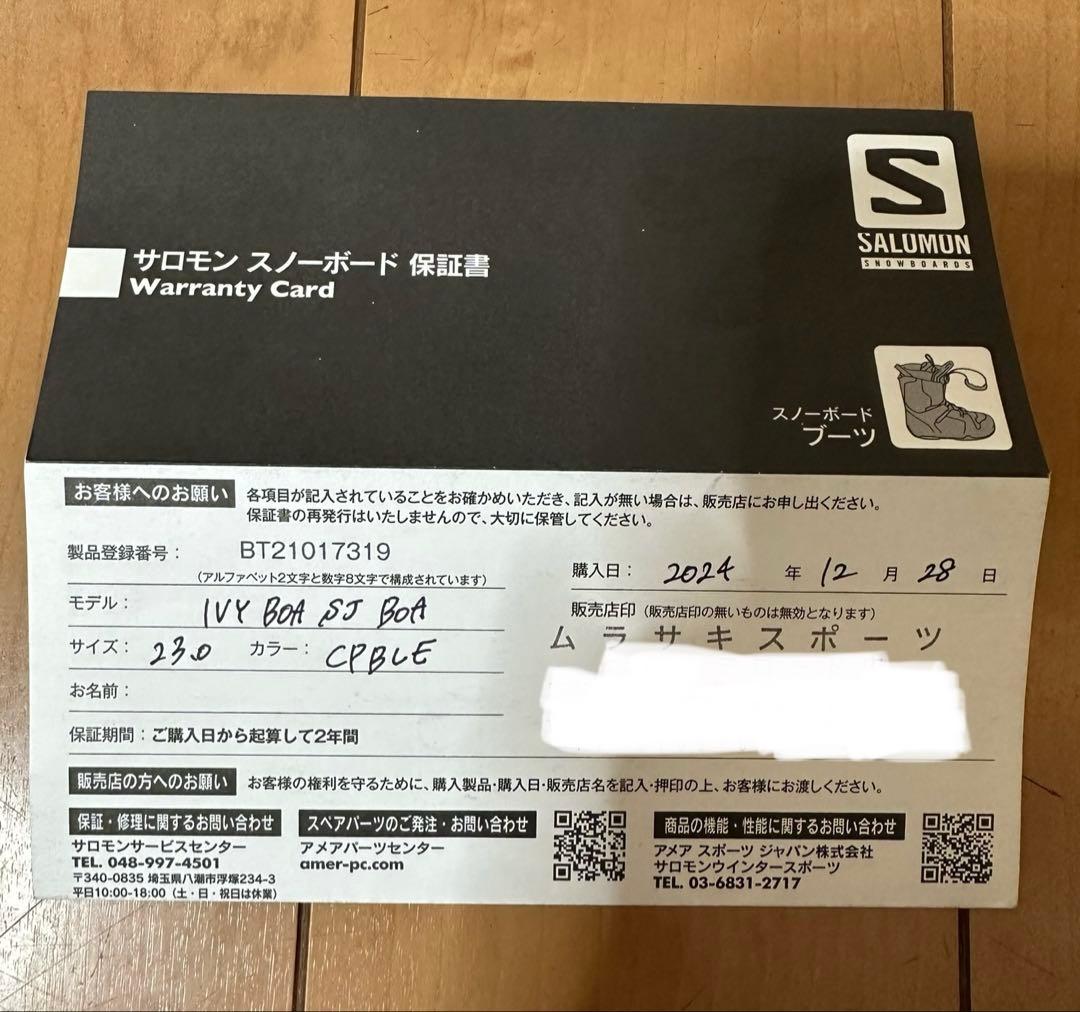 S
SALOMON
SNOWBOARDS
サロモン スノーボード 保証書
Warranty Card
スノーボード
ブーツ
お客様へのお願い 各項目が記入されていることをお確かめいただき、記入が無い場合は、販売店にお申し出ください。
保証書の再発行はいたしませんので、大切に保管してください。
製品登録番号： BT21017319
（アルファベット2文字と数字8文字で構成されています）
購入日： 2024 年 12 月 28 日
モデル： IVY BOA SJ BOA
販売店印（販売店印の無いものは無効となります）
ムラサキスポーツ
サイズ： 23.0 カラー： CPBLE
お名前：
保証期間：ご購入日から起算して2年間
販売店の方へのお願い お客様の権利を守るために、購入製品・購入日・販売店名を記入・押印の上、お客様にお渡しください。
保証・修理に関するお問い合わせ
サロモンサービスセンター
TEL. 048-997-4501
〒340-0835 埼玉県八潮市浮塚234-3
平日10:00-18:00（土・日・祝日は休業）
スペアパーツのご発注・お問い合わせ
アメアパーツセンター
amer-pc.com
商品の機能・性能に関するお問い合わせ
アメア スポーツ ジャパン株式会社
サロモンウインタースポーツ
TEL. 03-6831-2717